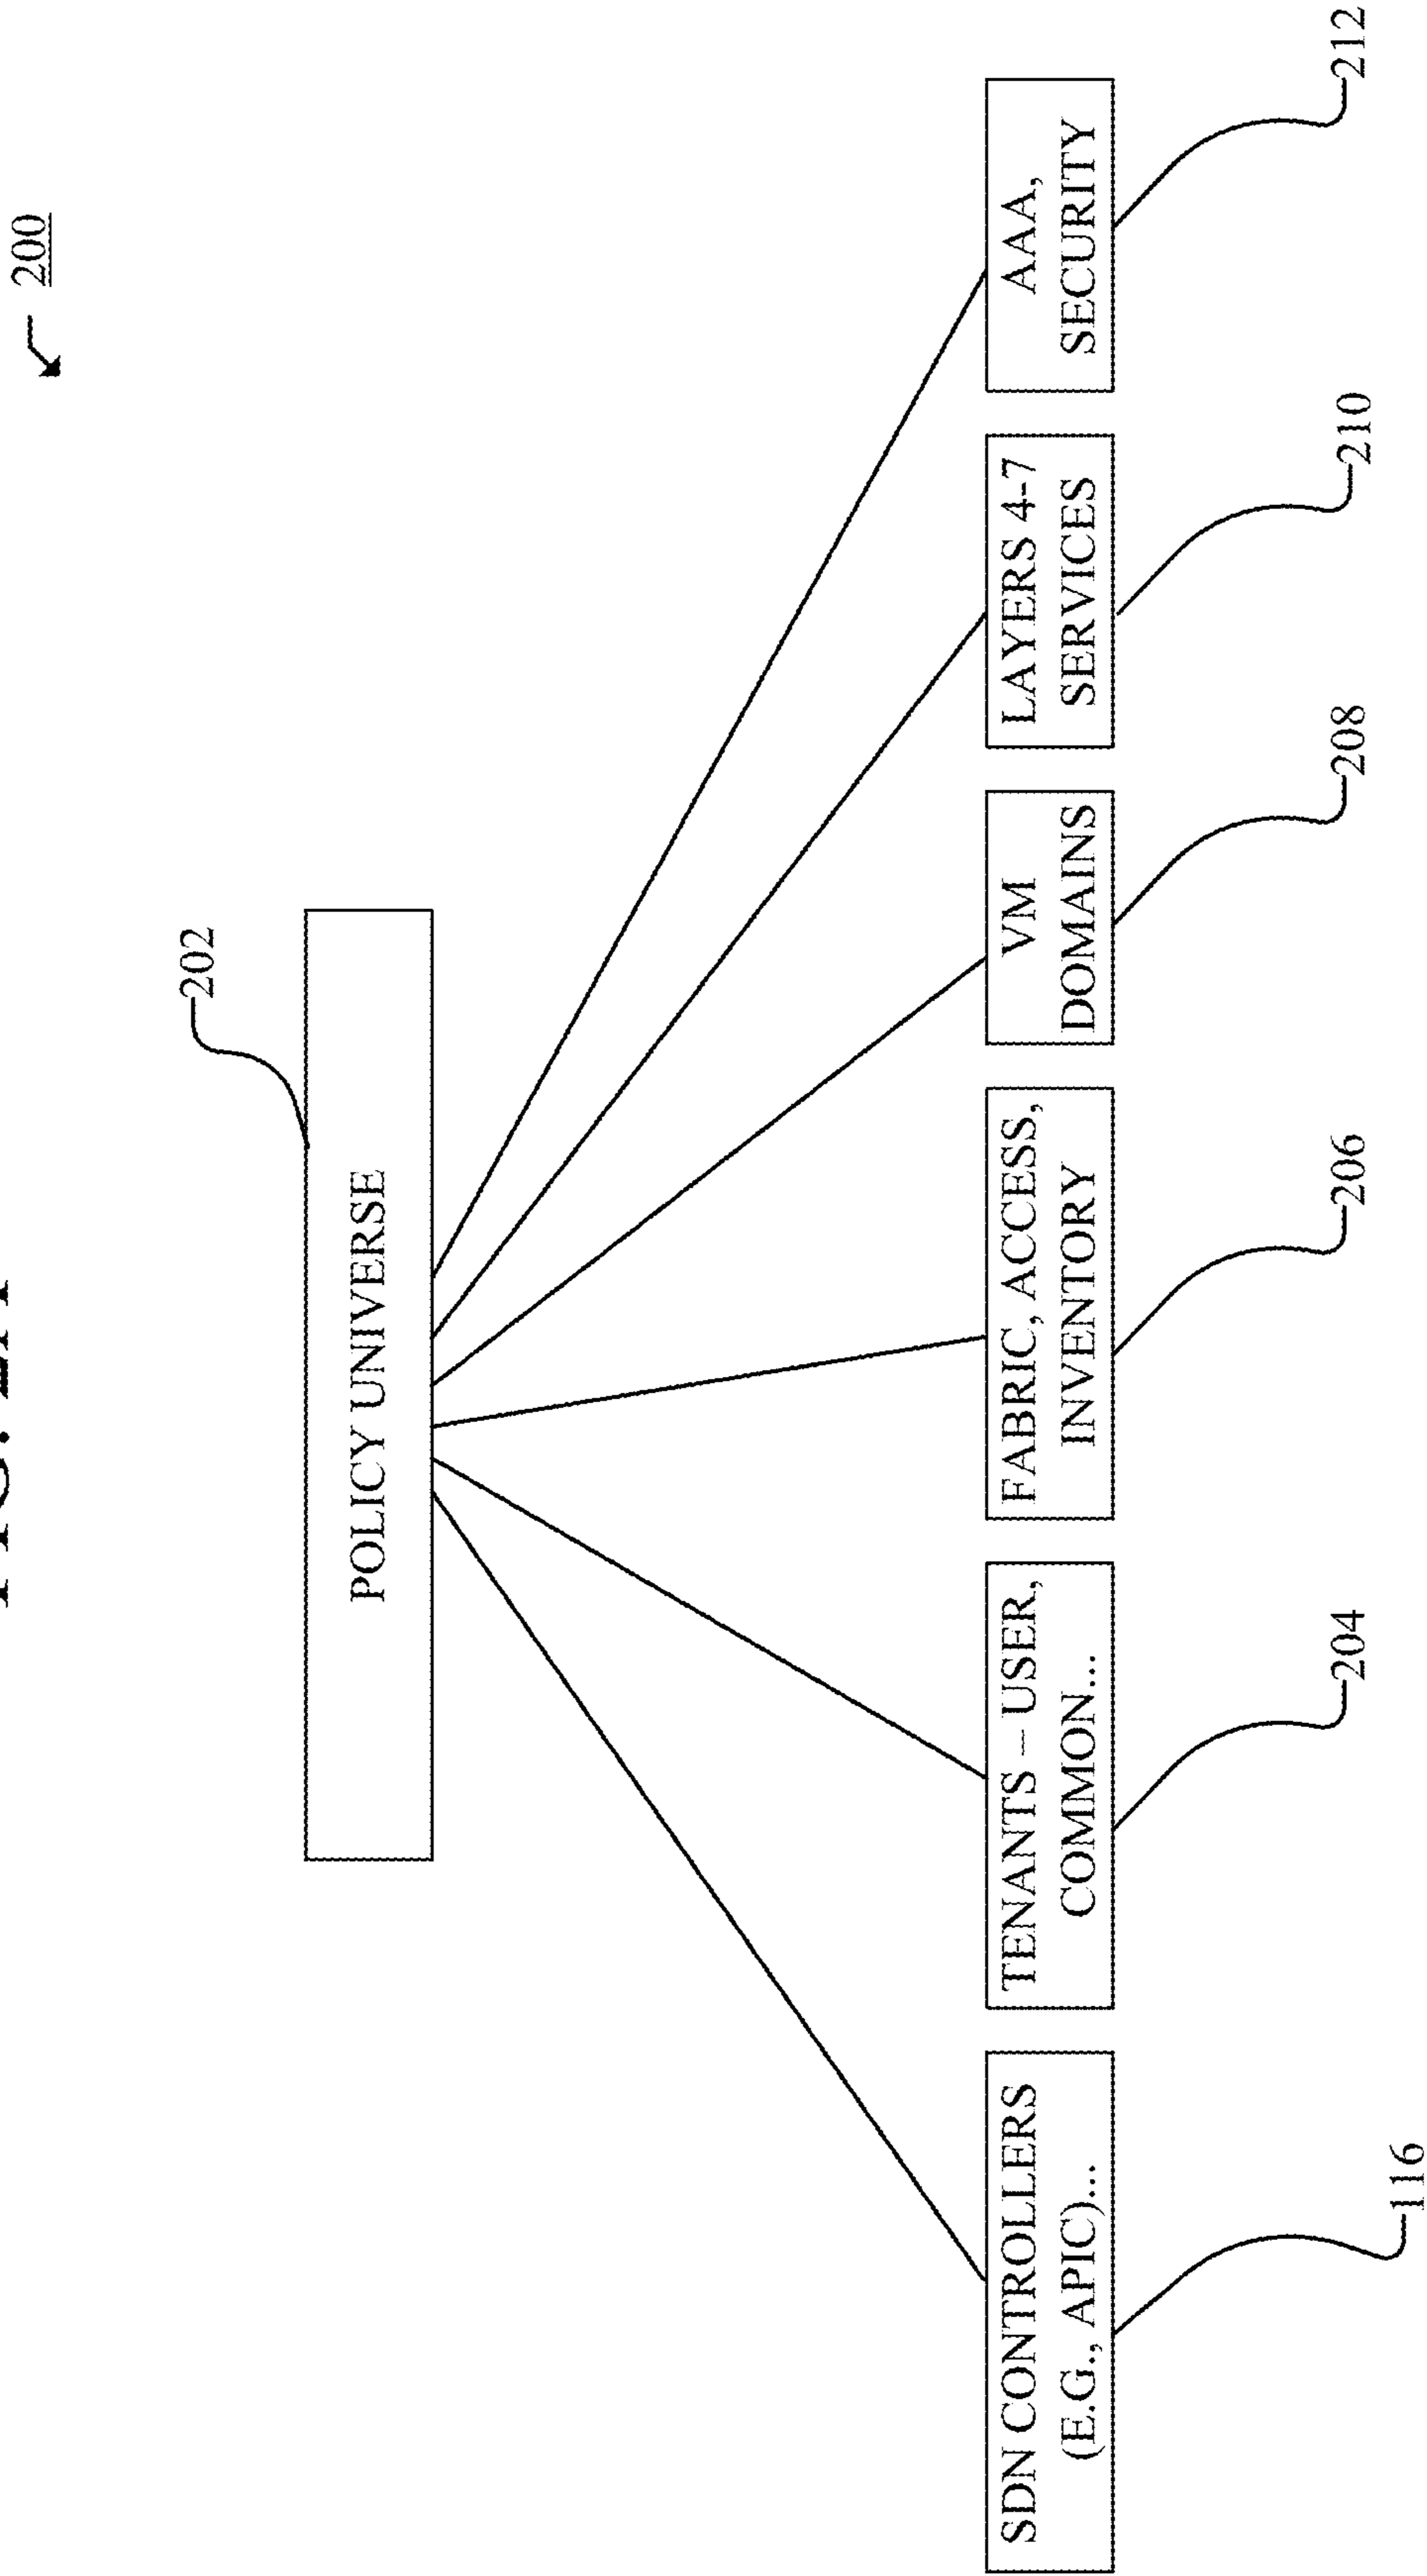 200
202
POLICY UNIVERSE
SDN CONTROLLERS
(E.G., APIC)...
TENANTS – USER,
COMMON...
FABRIC, ACCESS,
INVENTORY
VM
DOMAINS
LAYERS 4-7
SERVICES
AAA,
SECURITY
116
204
206
208
210
212